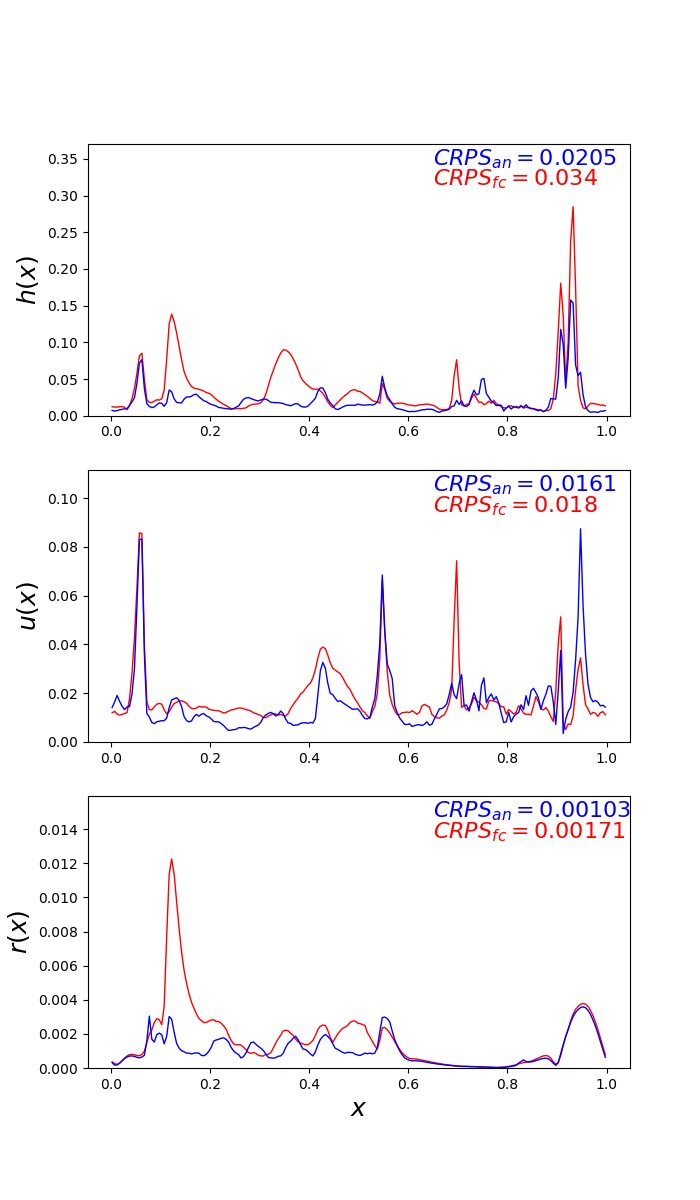 CRPS_an = 0.0205
CRPS_fc = 0.034
0.35
0.30
0.25
0.20
0.15
0.10
0.05
0.00
h(x)
0.0 0.2 0.4 0.6 0.8 1.0
CRPS_an = 0.0161
CRPS_fc = 0.018
0.10
0.08
0.06
0.04
0.02
0.00
u(x)
0.0 0.2 0.4 0.6 0.8 1.0
CRPS_an = 0.00103
CRPS_fc = 0.00171
0.014
0.012
0.010
0.008
0.006
0.004
0.002
0.000
r(x)
0.0 0.2 0.4 0.6 0.8 1.0
x